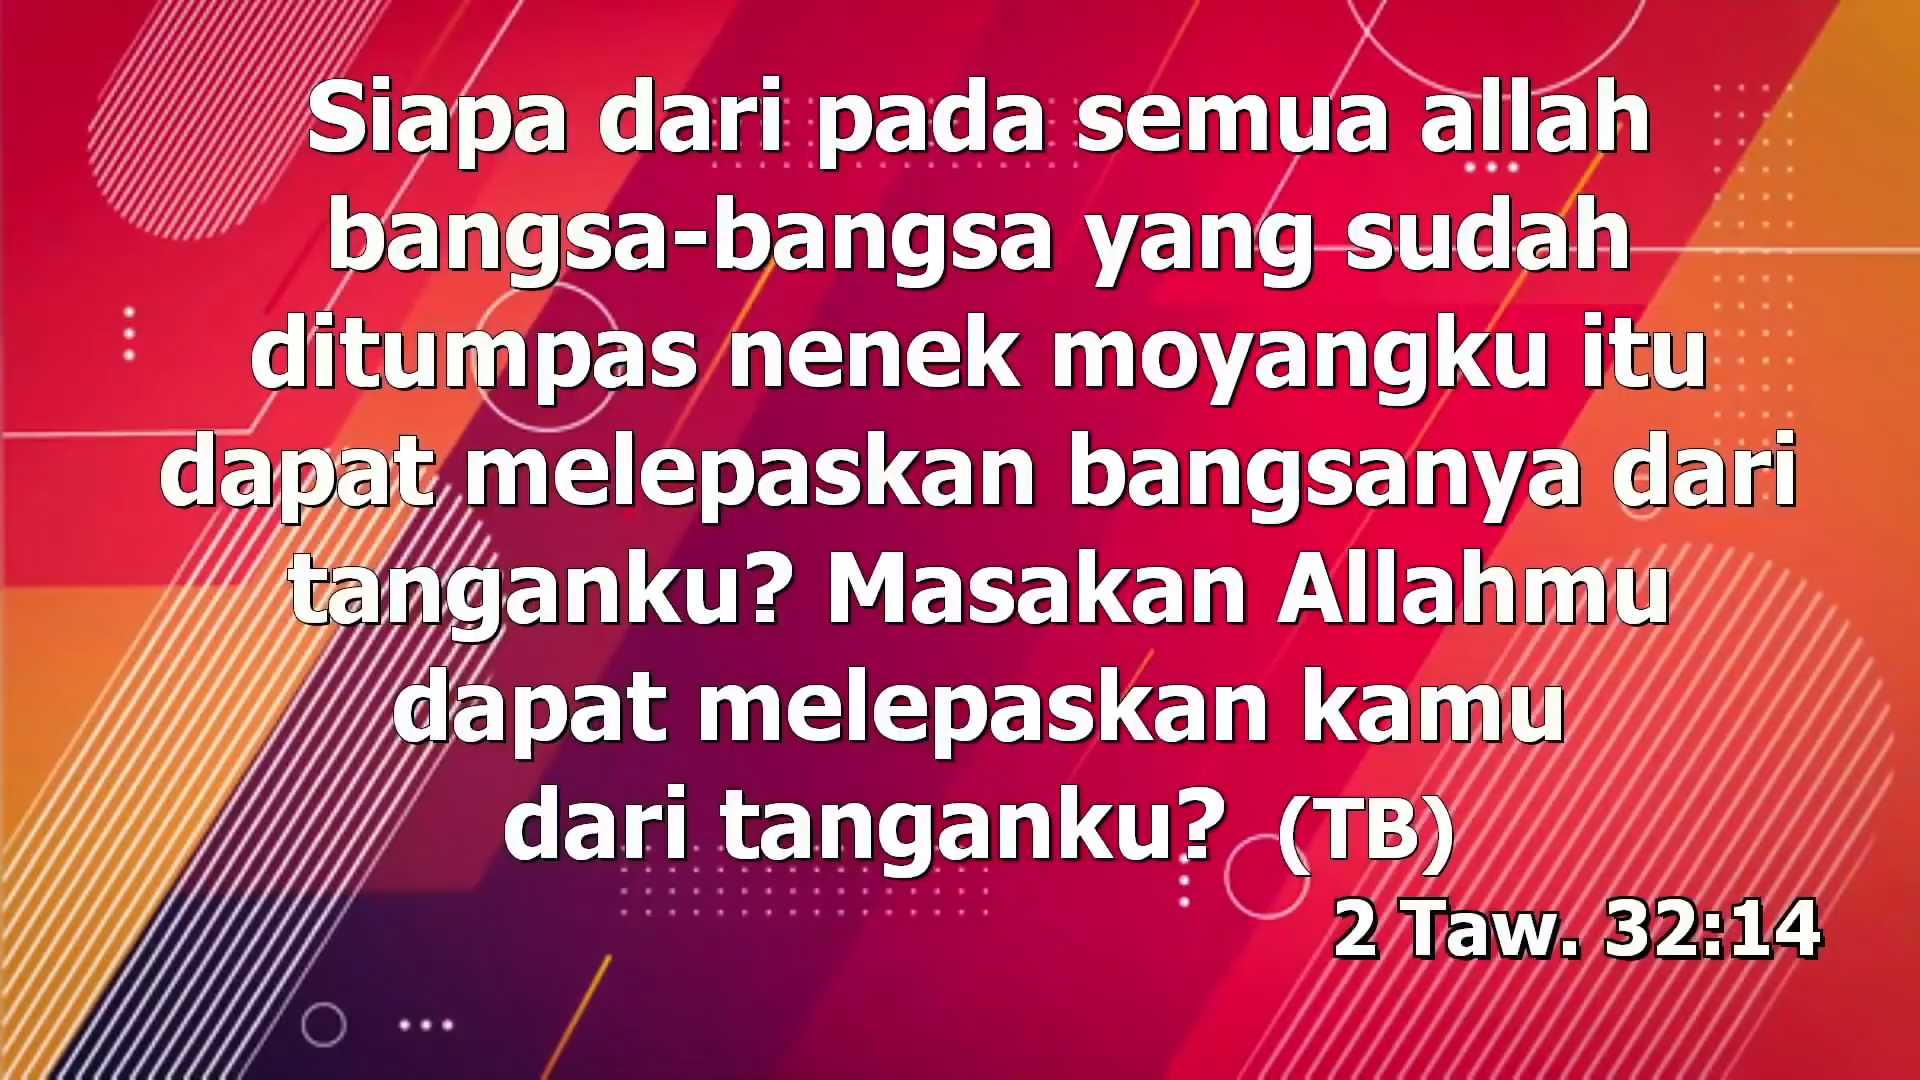 Siapa dari pada semua allah
bangsa-bangsa yang sudah
ditumpas nenek moyangku itu
dapat melepaskan bangsanya dari
tanganku? Masakan Allahmu
dapat melepaskan kamu
dari tanganku? (TB)
2 Taw. 32:14